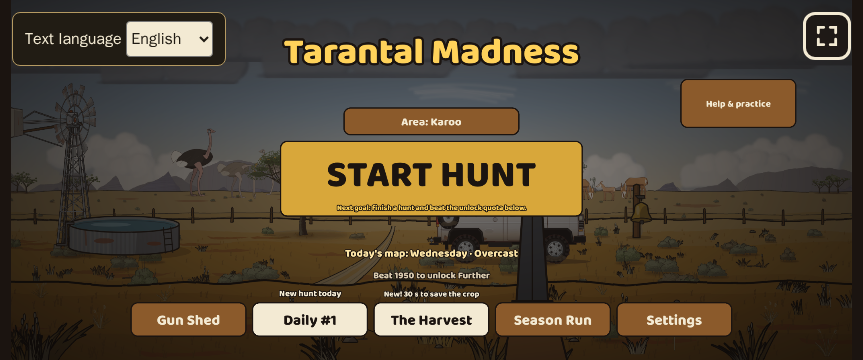 Text language English
Tarantal Madness
Help & practice
Area: Karoo
START HUNT
Next goal: Finish a hunt and beat the unlock quota below.
Today's map: Wednesday · Overcast
Beat 1950 to unlock Further
New hunt today
New! 30 s to save the crop
Gun Shed
Daily #1
The Harvest
Season Run
Settings